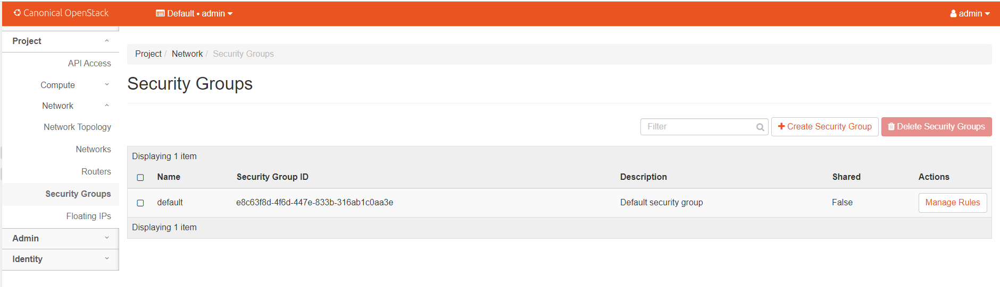 Canonical OpenStack
Default • admin
admin
Project
API Access
Compute
Network
Network Topology
Networks
Routers
Security Groups
Floating IPs
Admin
Identity
Project / Network / Security Groups
Security Groups
Filter
Create Security Group
Delete Security Groups
Displaying 1 item
Name Security Group ID Description Shared Actions
default e8c63f8d-4f6d-447e-833b-316ab1c0aa3e Default security group False Manage Rules
Displaying 1 item